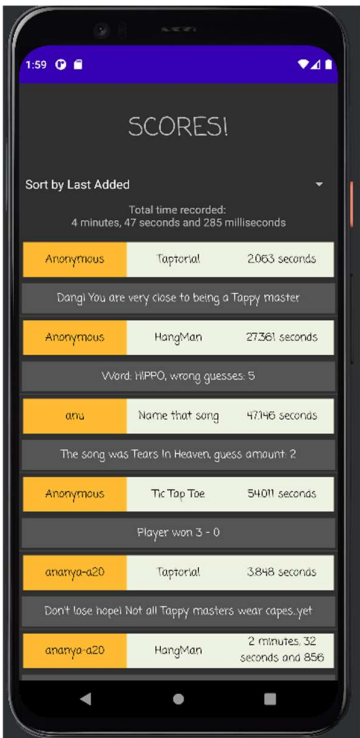 1:59
SCORES!
Sort by Last Added
Total time recorded:
4 minutes, 47 seconds and 285 milliseconds
Anonymous Taptorial 2.063 seconds
Dang! You are very close to being a Tappy master
Anonymous HangMan 27.361 seconds
Word: HIPPO, wrong guesses: 5
anu Name that song 47.146 seconds
The song was Tears In Heaven, guess amount: 2
Anonymous Tic Tap Toe 54.011 seconds
Player won 3 - 0
ananya-a20 Taptorial 3.848 seconds
Don't lose hope! Not all Tappy masters wear capes..yet
ananya-a20 HangMan 2 minutes, 32
seconds and 856